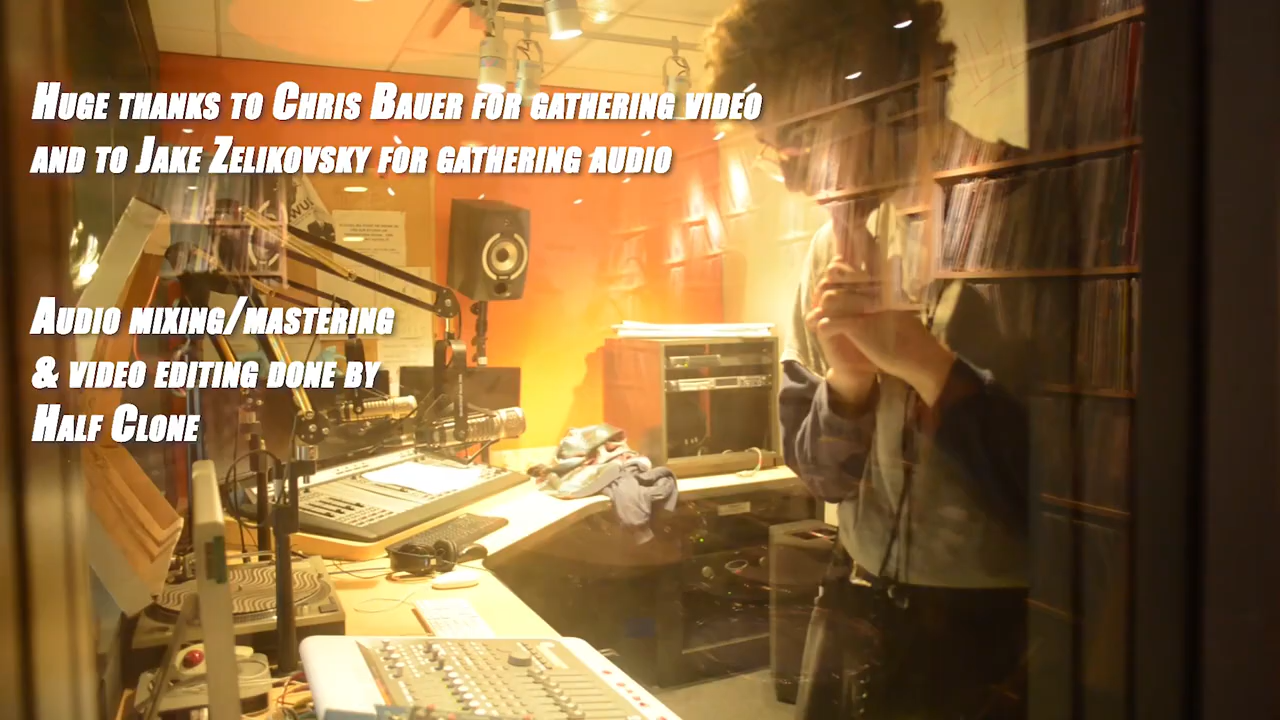 Huge thanks to Chris Bauer for gathering video
and to Jake Zelikovsky for gathering audio
Audio mixing/mastering
& video editing done by
Half Clone